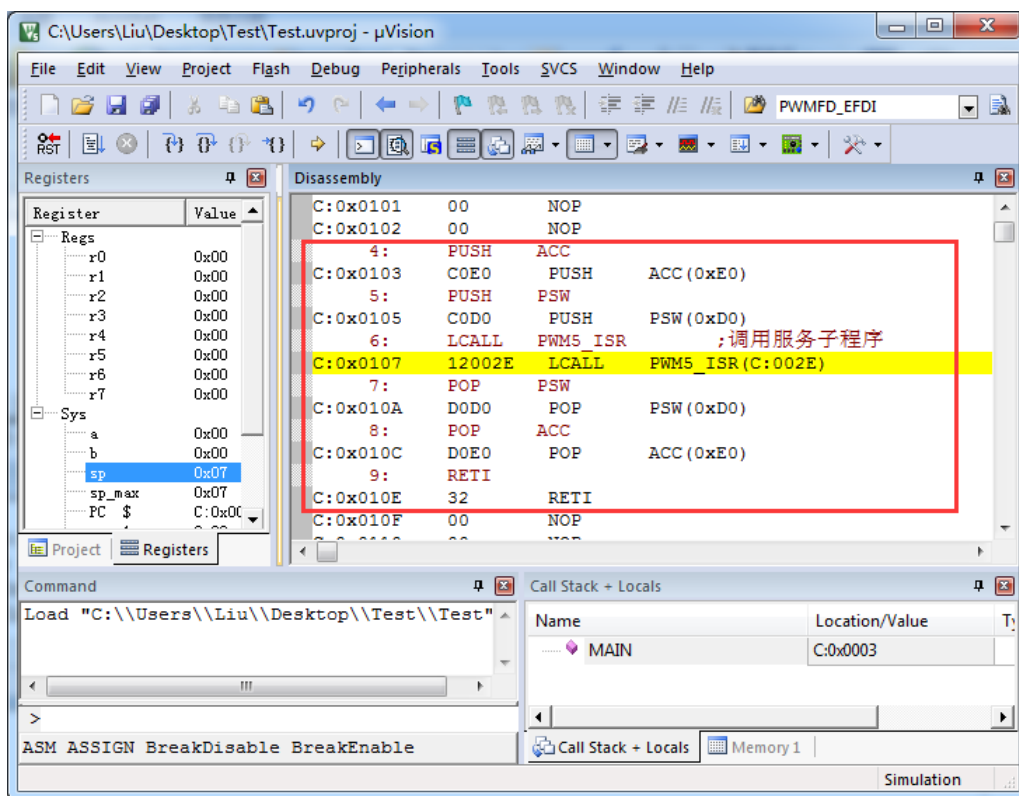 C:\Users\Liu\Desktop\Test\Test.uvproj - µVision
File Edit View Project Flash Debug Peripherals Tools SVCS Window Help
PWMFD_EFDI
RST
Registers
Register Value
Regs
r0 0x00
r1 0x00
r2 0x00
r3 0x00
r4 0x00
r5 0x00
r6 0x00
r7 0x00
Sys
a 0x00
b 0x00
sp 0x07
sp_max 0x07
PC $ C:0x00
Project Registers
Disassembly
C:0x0101 00 NOP
C:0x0102 00 NOP
4: PUSH ACC
C:0x0103 C0E0 PUSH ACC(0xE0)
5: PUSH PSW
C:0x0105 C0D0 PUSH PSW(0xD0)
6: LCALL PWM5_ISR ;调用服务子程序
C:0x0107 12002E LCALL PWM5_ISR(C:002E)
7: POP PSW
C:0x010A D0D0 POP PSW(0xD0)
8: POP ACC
C:0x010C D0E0 POP ACC(0xE0)
9: RETI
C:0x010E 32 RETI
C:0x010F 00 NOP
Command
Load "C:\\Users\\Liu\\Desktop\\Test\\Test"
>
ASM ASSIGN BreakDisable BreakEnable
Call Stack + Locals
Name Location/Value Ty
MAIN C:0x0003
Call Stack + Locals Memory 1
Simulation